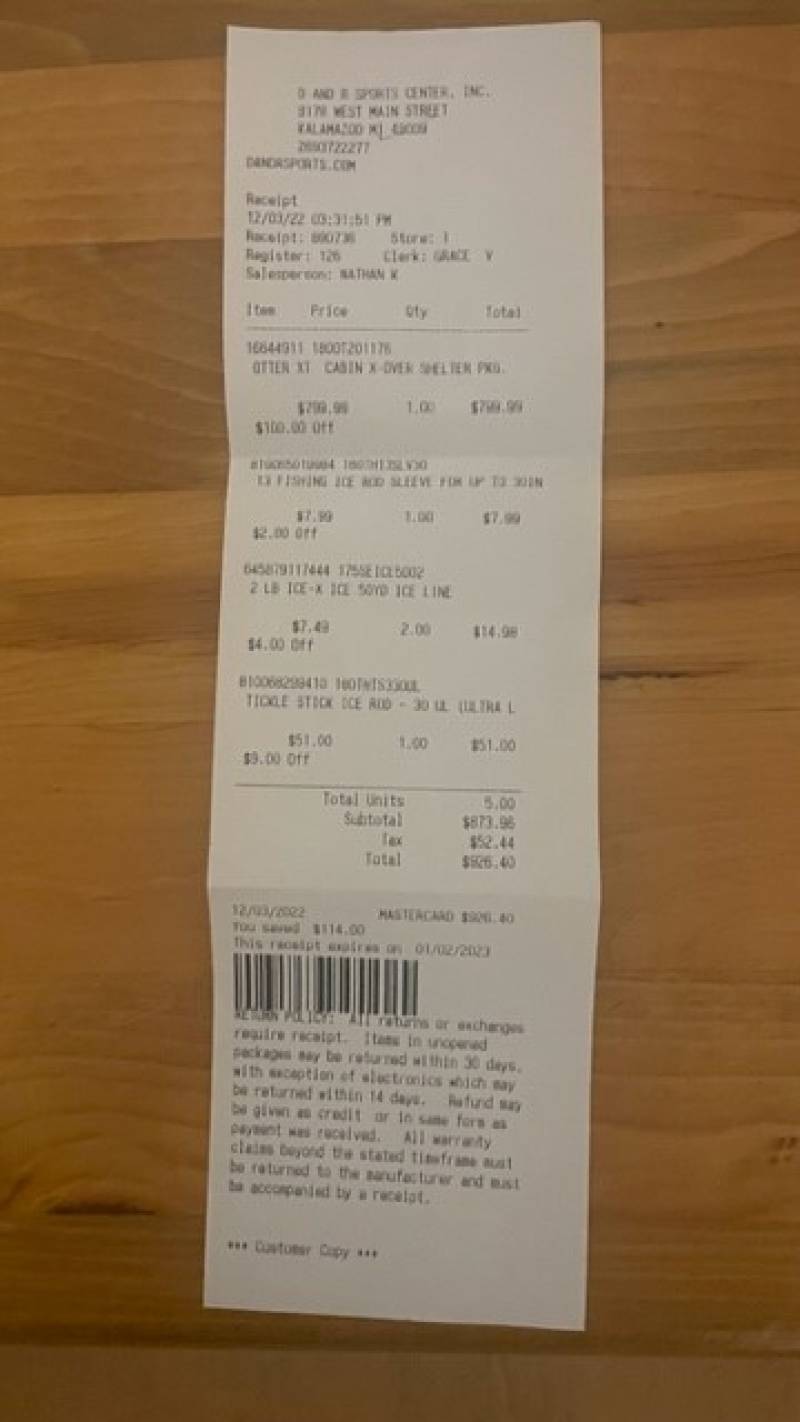 D AND R SPORTS CENTER, INC.
8178 WEST MAIN STREET
KALAMAZOO MI 49009
2693722277
DANDRSPORTS.COM
Receipt
12/03/22 03:31:51 PM
Receipt: 890736 Store: 1
Register: 126 Clerk: GRACE V
Salesperson: NATHAN K
Item Price Qty Total
16644911 180OT201176
OTTER XT CABIN X-OVER SHELTER PKG.
$799.99 1.00 $799.99
$100.00 Off
13 FISHING ICE ROD SLEEVE FOR UP TO 30IN
$7.99 1.00 $7.99
$2.00 Off
645879117444 175SEICE5002
2 LB ICE-X ICE 50YD ICE LINE
$7.49 2.00 $14.98
$4.00 Off
810068299410 180THTS330UL
TICKLE STICK ICE ROD - 30 UL (ULTRA L
$51.00 1.00 $51.00
$9.00 Off
Total Units 5.00
Subtotal $873.96
Tax $52.44
Total $926.40
12/03/2022 MASTERCARD $926.40
You saved $114.00
This receipt expires on 01/02/2023
RETURN POLICY: All returns or exchanges
require receipt. Items in unopened
packages may be returned within 30 days,
with exception of electronics which may
be returned within 14 days. Refund may
be given as credit or in same form as
payment was received. All warranty
claims beyond the stated timeframe must
be returned to the manufacturer and must
be accompanied by a receipt.
*** Customer Copy ***